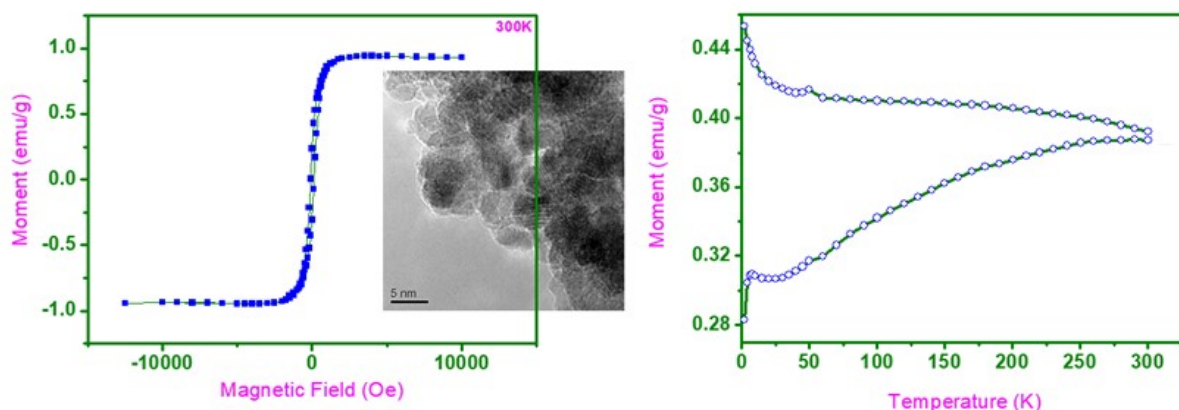 300K
1.0
0.5
0.0
-0.5
-1.0
Moment (emu/g)
-10000 0 10000
Magnetic Field (Oe)
5 nm
0.44
0.40
0.36
0.32
0.28
Moment (emu/g)
0 50 100 150 200 250 300
Temperature (K)